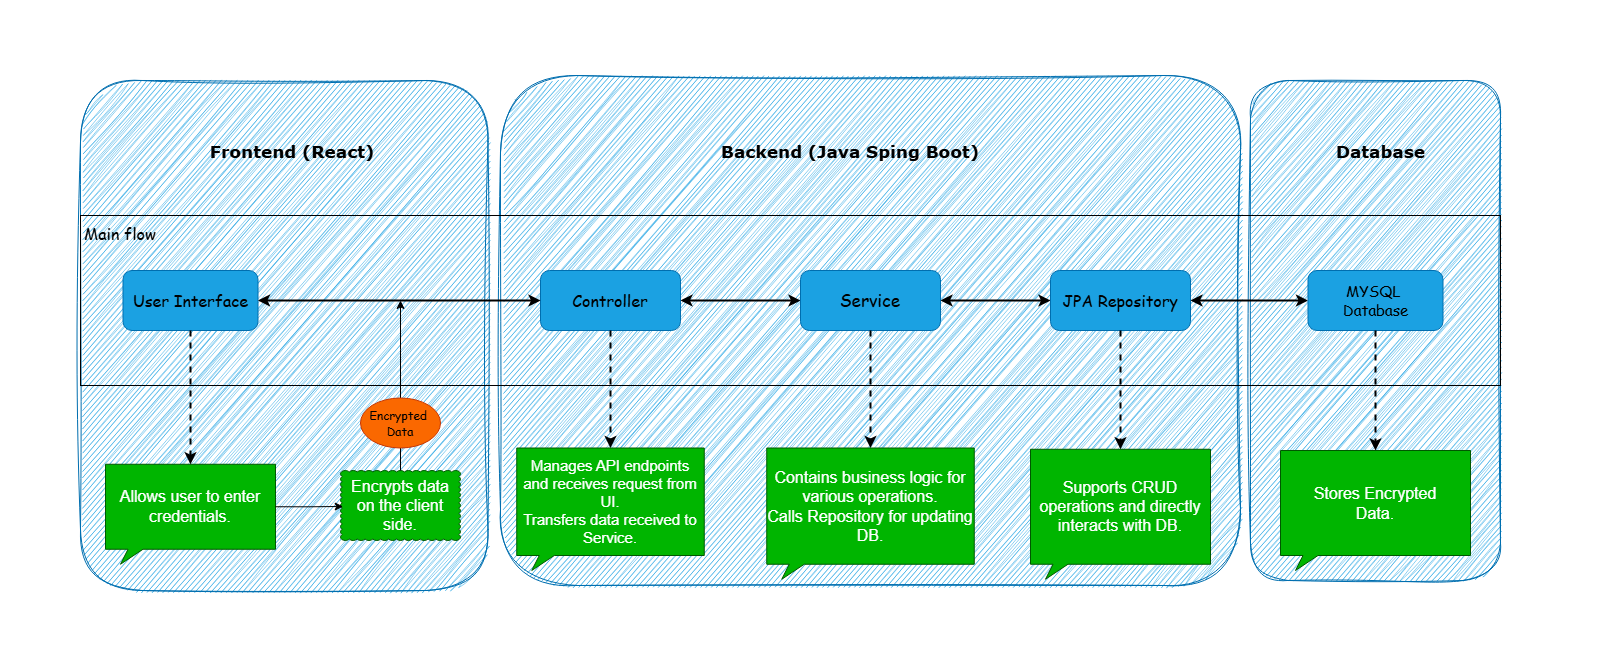 Frontend (React)
Backend (Java Sping Boot)
Database
Main flow
User Interface
Controller
Service
JPA Repository
MYSQL
Database
Encrypted
Data
Allows user to enter
credentials.
Encrypts data
on the client
side.
Manages API endpoints
and receives request from
UI.
Transfers data received to
Service.
Contains business logic for
various operations.
Calls Repository for updating
DB.
Supports CRUD
operations and directly
interacts with DB.
Stores Encrypted
Data.